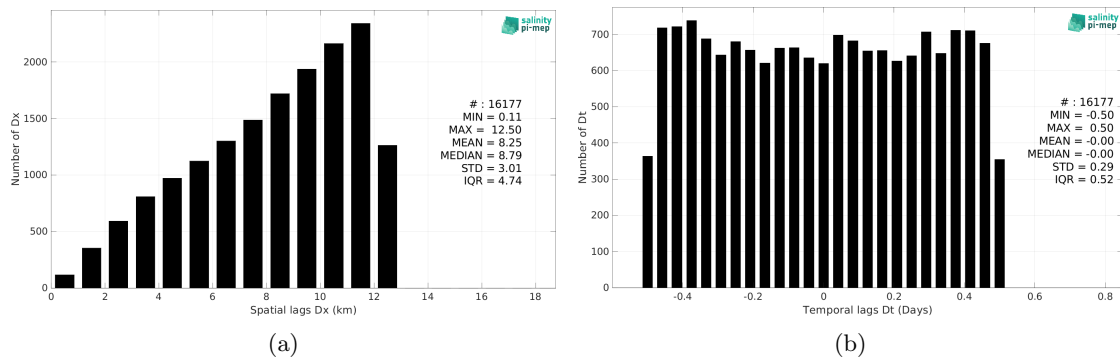 salinity
pi-mep
# : 16177
MIN = 0.11
MAX = 12.50
MEAN = 8.25
MEDIAN = 8.79
STD = 3.01
IQR = 4.74
Number of Dx
2000
1500
1000
500
0
0 2 4 6 8 10 12 14 16 18
Spatial lags Dx (km)
(a)
salinity
pi-mep
# : 16177
MIN = -0.50
MAX = 0.50
MEAN = -0.00
MEDIAN = -0.00
STD = 0.29
IQR = 0.52
Number of Dt
700
600
500
400
300
200
100
0
-0.4 -0.2 0 0.2 0.4 0.6 0.8
Temporal lags Dt (Days)
(b)